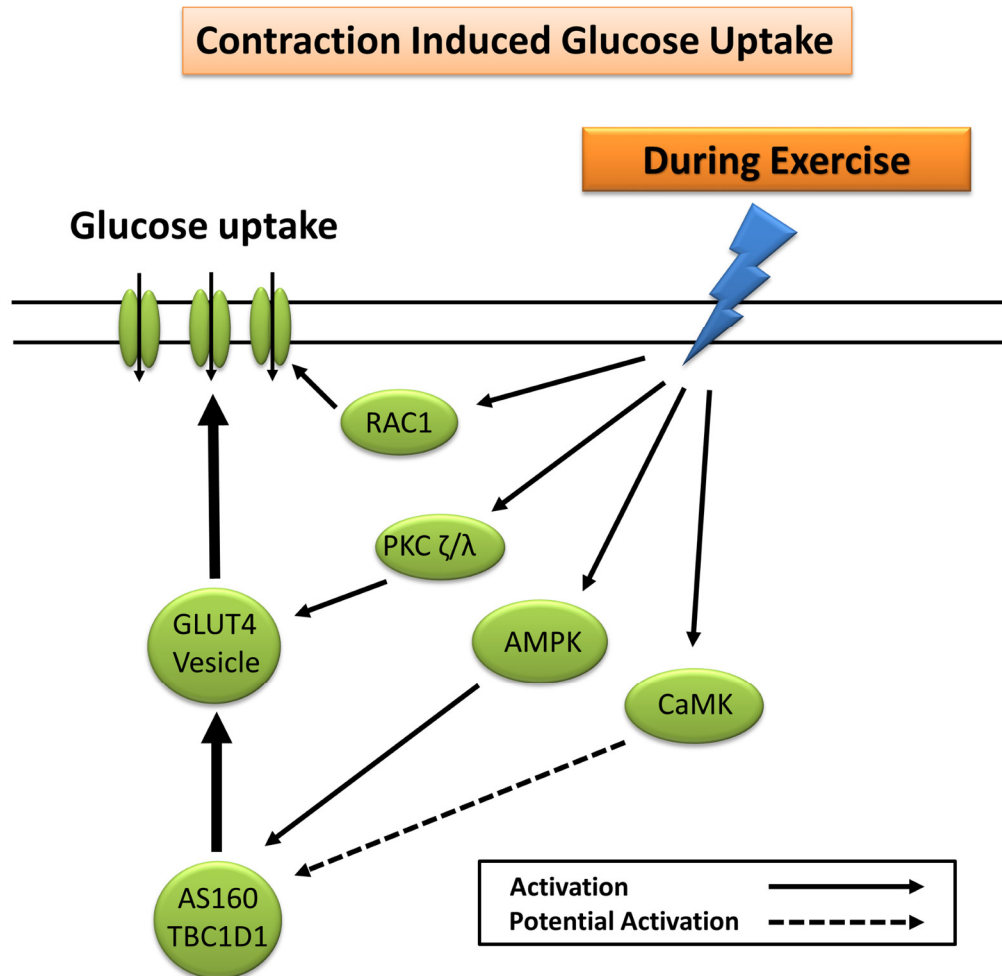 Contraction Induced Glucose Uptake
During Exercise
Glucose uptake
RAC1
PKC ζ/λ
GLUT4
Vesicle
AMPK
CaMK
AS160
TBC1D1
Activation
Potential Activation